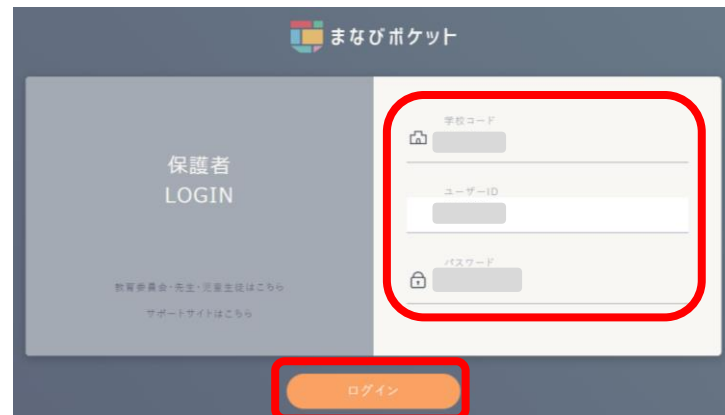 まなびポケット
保護者
LOGIN
教育委員会・先生・児童生徒はこちら
サポートサイトはこちら
学校コード
ユーザーID
パスワード
ログイン